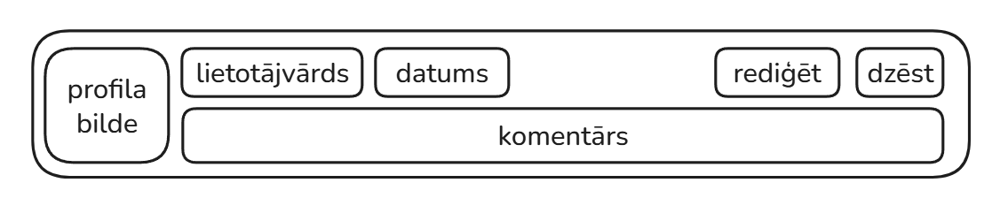 profila
bilde
lietotājvārds
datums
rediģēt
dzēst
komentārs